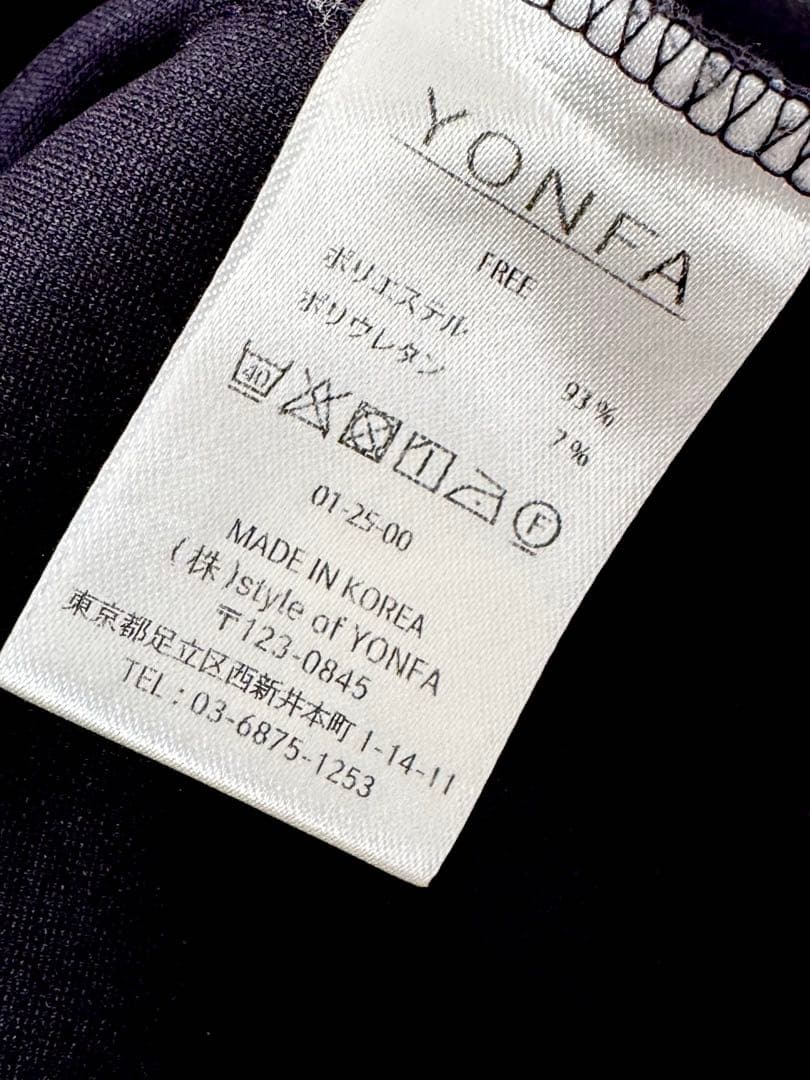 YONFA
FREE
ポリエステル 93%
ポリウレタン 7%
40 F
01-25-00
MADE IN KOREA
(株)style of YONFA
〒123-0845
東京都足立区西新井本町1-14-11
TEL:03-6875-1253